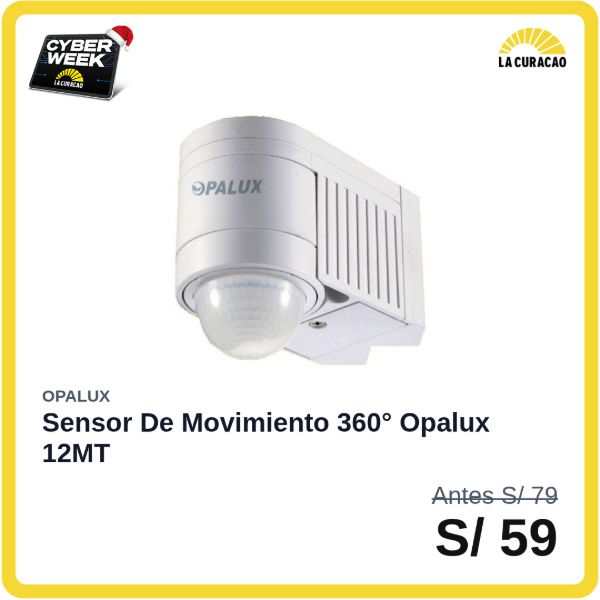 CYBER
WEEK
LA CURACAO
LA CURACAO
OPALUX
OPALUX
Sensor De Movimiento 360° Opalux
12MT
Antes S/ 79
S/ 59